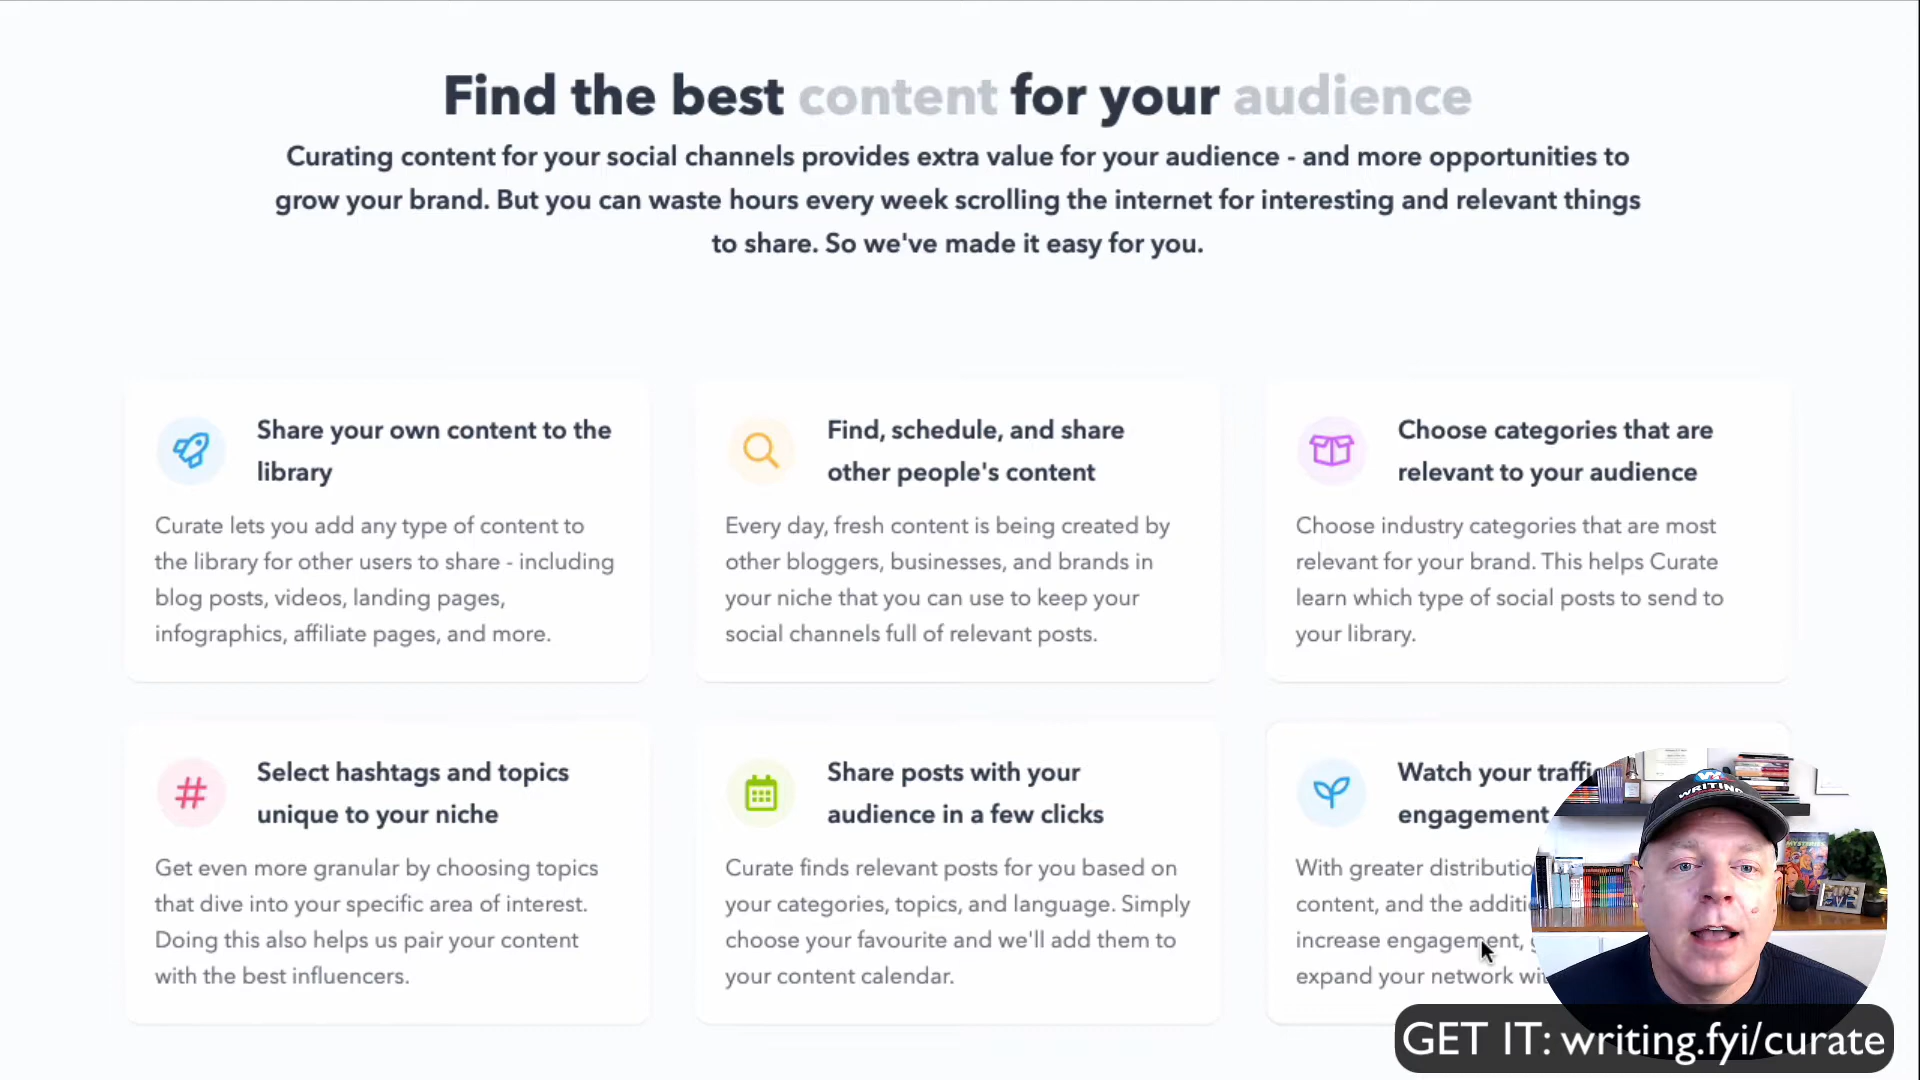 Find the best content for your audience
Curating content for your social channels provides extra value for your audience - and more opportunities to
grow your brand. But you can waste hours every week scrolling the internet for interesting and relevant things
to share. So we've made it easy for you.
Share your own content to the
library
Curate lets you add any type of content to
the library for other users to share - including
blog posts, videos, landing pages,
infographics, affiliate pages, and more.
Find, schedule, and share
other people's content
Every day, fresh content is being created by
other bloggers, businesses, and brands in
your niche that you can use to keep your
social channels full of relevant posts.
Choose categories that are
relevant to your audience
Choose industry categories that are most
relevant for your brand. This helps Curate
learn which type of social posts to send to
your library.
#
Select hashtags and topics
unique to your niche
Get even more granular by choosing topics
that dive into your specific area of interest.
Doing this also helps us pair your content
with the best influencers.
Share posts with your
audience in a few clicks
Curate finds relevant posts for you based on
your categories, topics, and language. Simply
choose your favourite and we'll add them to
your content calendar.
Watch your
engagement
With greater
content, and the
increase engagement,
expand your network
WRITING
GET IT: writing.fyi/curate